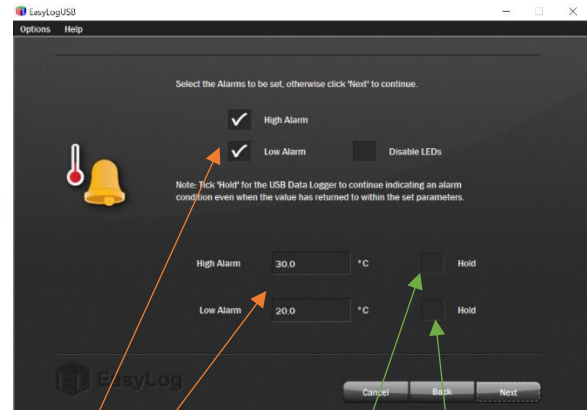 EasyLogUSB
Options Help
Select the Alarms to be set, otherwise click 'Next' to continue.
High Alarm
Low Alarm Disable LEDs
Note: Tick 'Hold' for the USB Data Logger to continue indicating an alarm
condition even when the value has returned to within the set parameters.
High Alarm 30.0 °C Hold
Low Alarm 20.0 °C Hold
EasyLog
Cancel Back Next